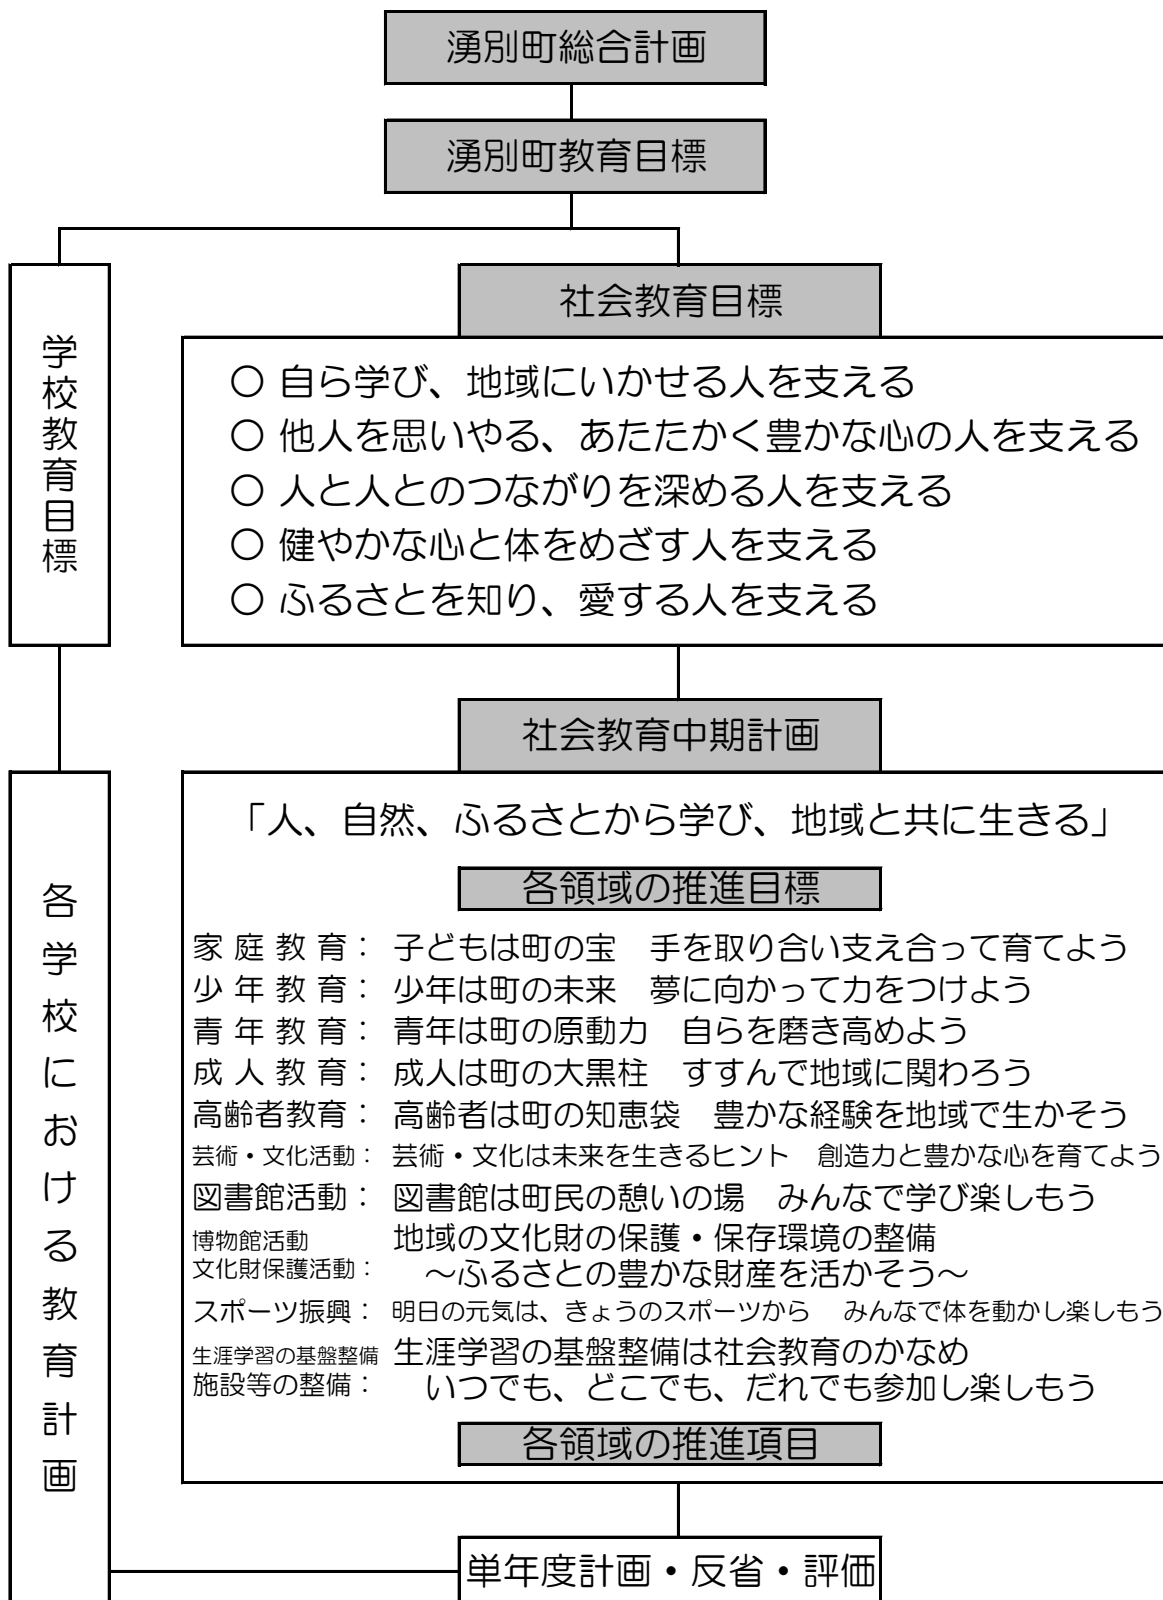 湧別町総合計画
湧別町教育目標
学校教育目標
社会教育目標
○ 自ら学び、地域にいかせる人を支える
○ 他人を思いやる、あたたかく豊かな心の人を支える
○ 人と人とのつながりを深める人を支える
○ 健やかな心と体をめざす人を支える
○ ふるさとを知り、愛する人を支える
各学校における教育計画
社会教育中期計画
「人、自然、ふるさとから学び、地域と共に生きる」
各領域の推進目標
家庭教育： 子どもは町の宝　手を取り合い支え合って育てよう
少年教育： 少年は町の未来　夢に向かって力をつけよう
青年教育： 青年は町の原動力　自らを磨き高めよう
成人教育： 成人は町の大黒柱　すすんで地域に関わろう
高齢者教育： 高齢者は町の知恵袋　豊かな経験を地域で生かそう
芸術・文化活動： 芸術・文化は未来を生きるヒント　創造力と豊かな心を育てよう
図書館活動： 図書館は町民の憩いの場　みんなで学び楽しもう
博物館活動 地域の文化財の保護・保存環境の整備
文化財保護活動： ～ふるさとの豊かな財産を活かそう～
スポーツ振興： 明日の元気は、きょうのスポーツから　みんなで体を動かし楽しもう
生涯学習の基盤整備 生涯学習の基盤整備は社会教育のかなめ
施設等の整備： いつでも、どこでも、だれでも参加し楽しもう
各領域の推進項目
単年度計画・反省・評価